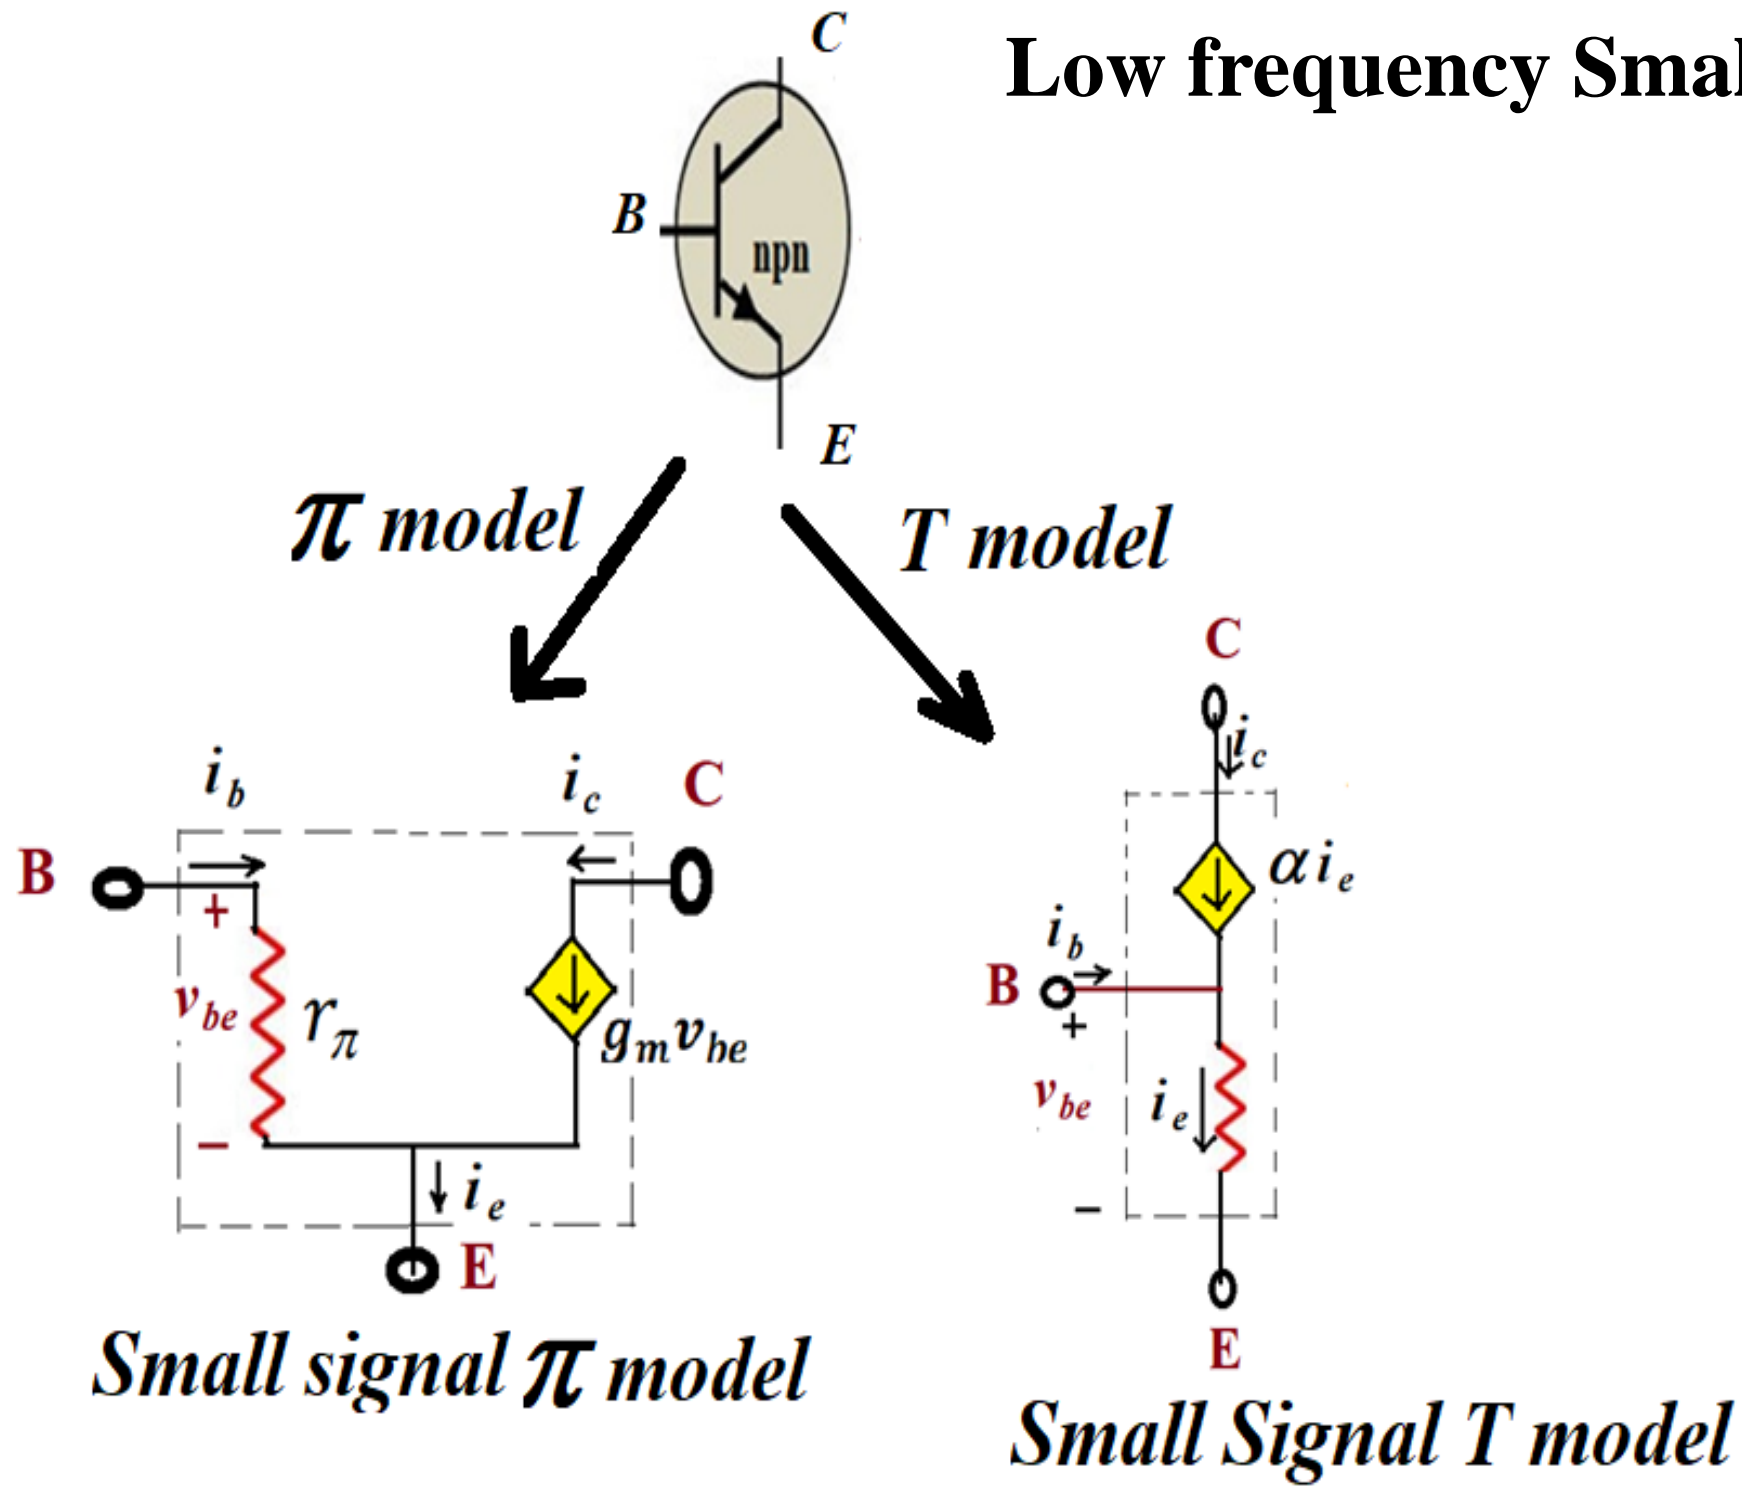 C
Low frequency Smal
B
npn
E
π model
T model
C
i_c
i_b
i_c
C
B
+
v_be
r_π
g_m v_be
−
i_e
E
α i_e
i_b
B
+
v_be
i_e
−
E
Small signal π model
Small Signal T model